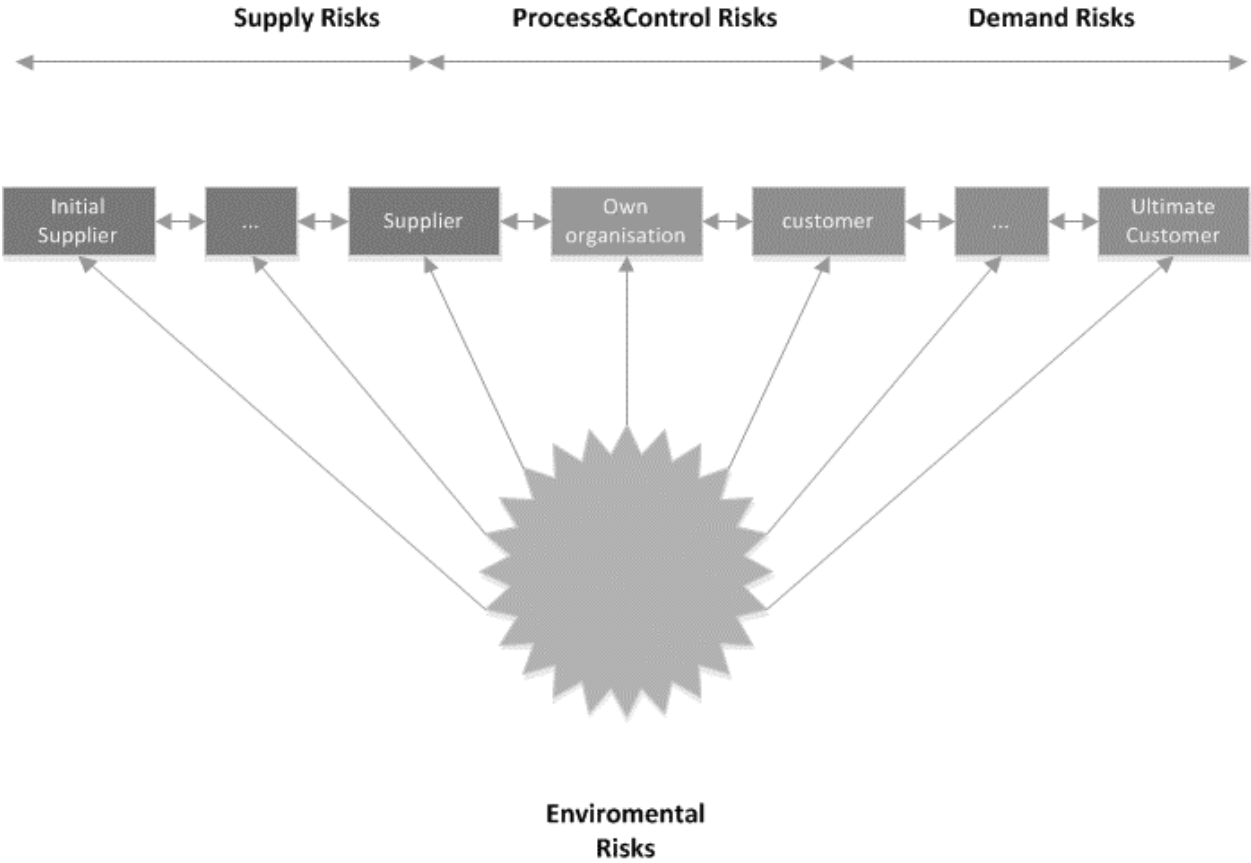 Supply Risks
Process&Control Risks
Demand Risks
Initial
Supplier
...
Supplier
Own
organisation
customer
...
Ultimate
Customer
Enviromental
Risks